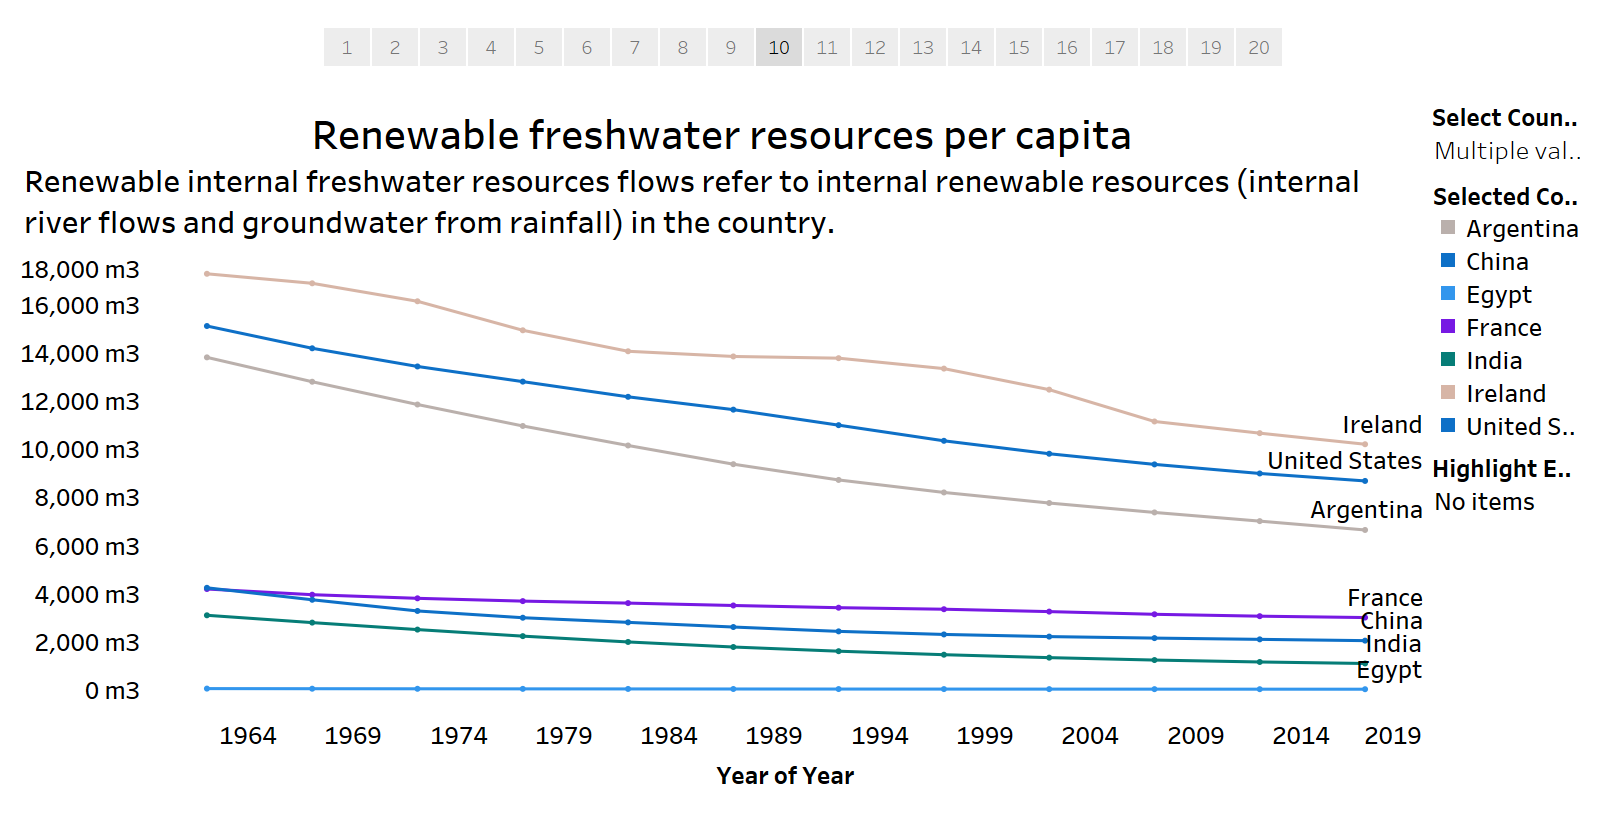 1 2 3 4 5 6 7 8 9 10 11 12 13 14 15 16 17 18 19 20
Renewable freshwater resources per capita
Renewable internal freshwater resources flows refer to internal renewable resources (internal
river flows and groundwater from rainfall) in the country.
18,000 m3
16,000 m3
14,000 m3
12,000 m3
10,000 m3
8,000 m3
6,000 m3
4,000 m3
2,000 m3
0 m3
Ireland
United States
Argentina
France
China
India
Egypt
1964 1969 1974 1979 1984 1989 1994 1999 2004 2009 2014 2019
Year of Year
Select Coun..
Multiple val..
Selected Co..
Argentina
China
Egypt
France
India
Ireland
United S..
Highlight E..
No items